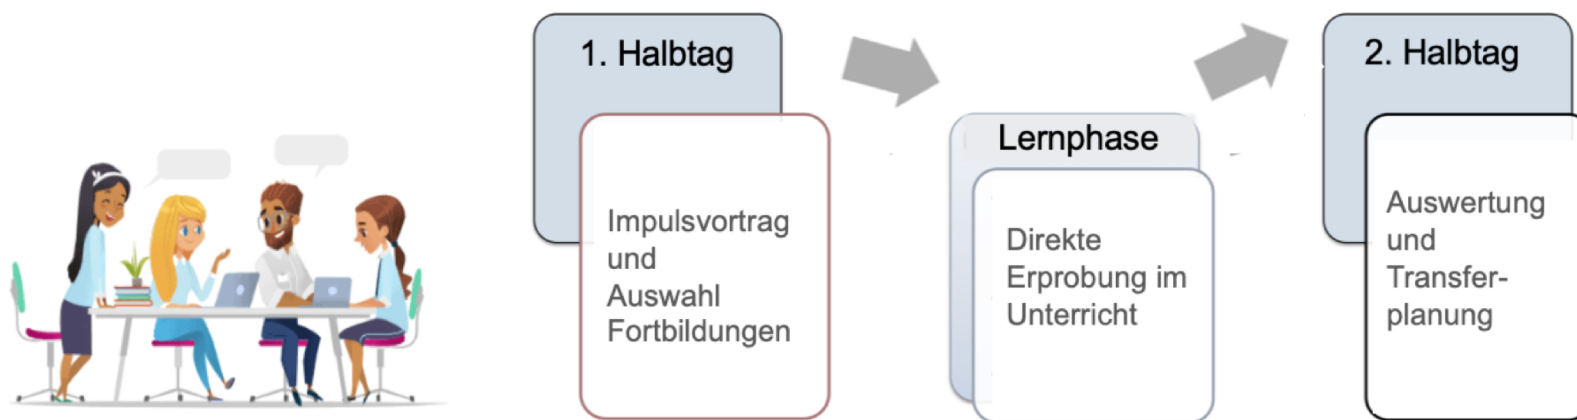 1. Halbtag
Impulsvortrag
und
Auswahl
Fortbildungen
Lernphase
Direkte
Erprobung im
Unterricht
2. Halbtag
Auswertung
und
Transfer-
planung